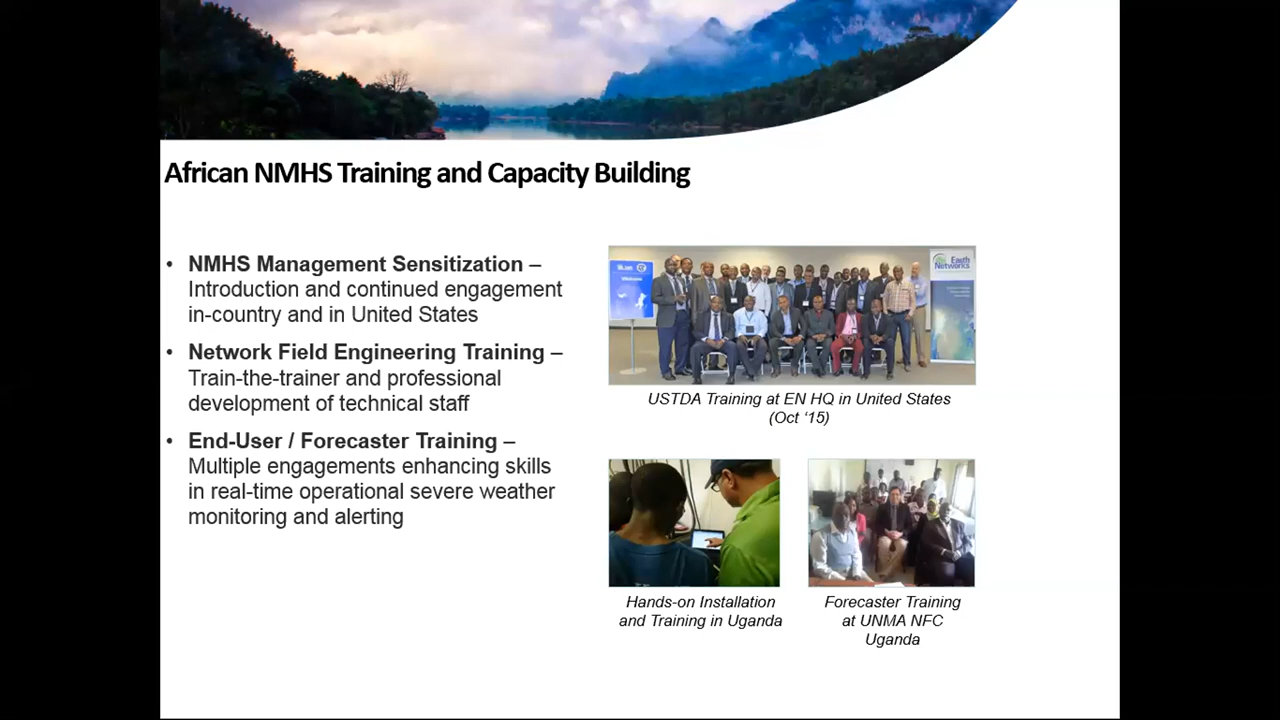 African NMHS Training and Capacity Building
• NMHS Management Sensitization –
Introduction and continued engagement
in-country and in United States
• Network Field Engineering Training –
Train-the-trainer and professional
development of technical staff
• End-User / Forecaster Training –
Multiple engagements enhancing skills
in real-time operational severe weather
monitoring and alerting
Earth
Networks
USTDA Training at EN HQ in United States
(Oct ‘15)
Hands-on Installation
and Training in Uganda
Forecaster Training
at UNMA NFC
Uganda